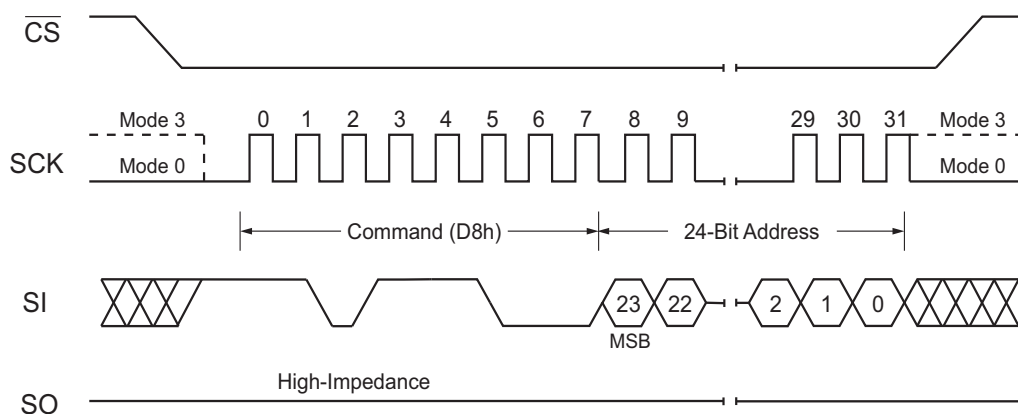 CS
Mode 3
0 1 2 3 4 5 6 7 8 9 29 30 31
Mode 3
SCK
Mode 0
Mode 0
Command (D8h)
24-Bit Address
SI
23 22 2 1 0
MSB
High-Impedance
SO